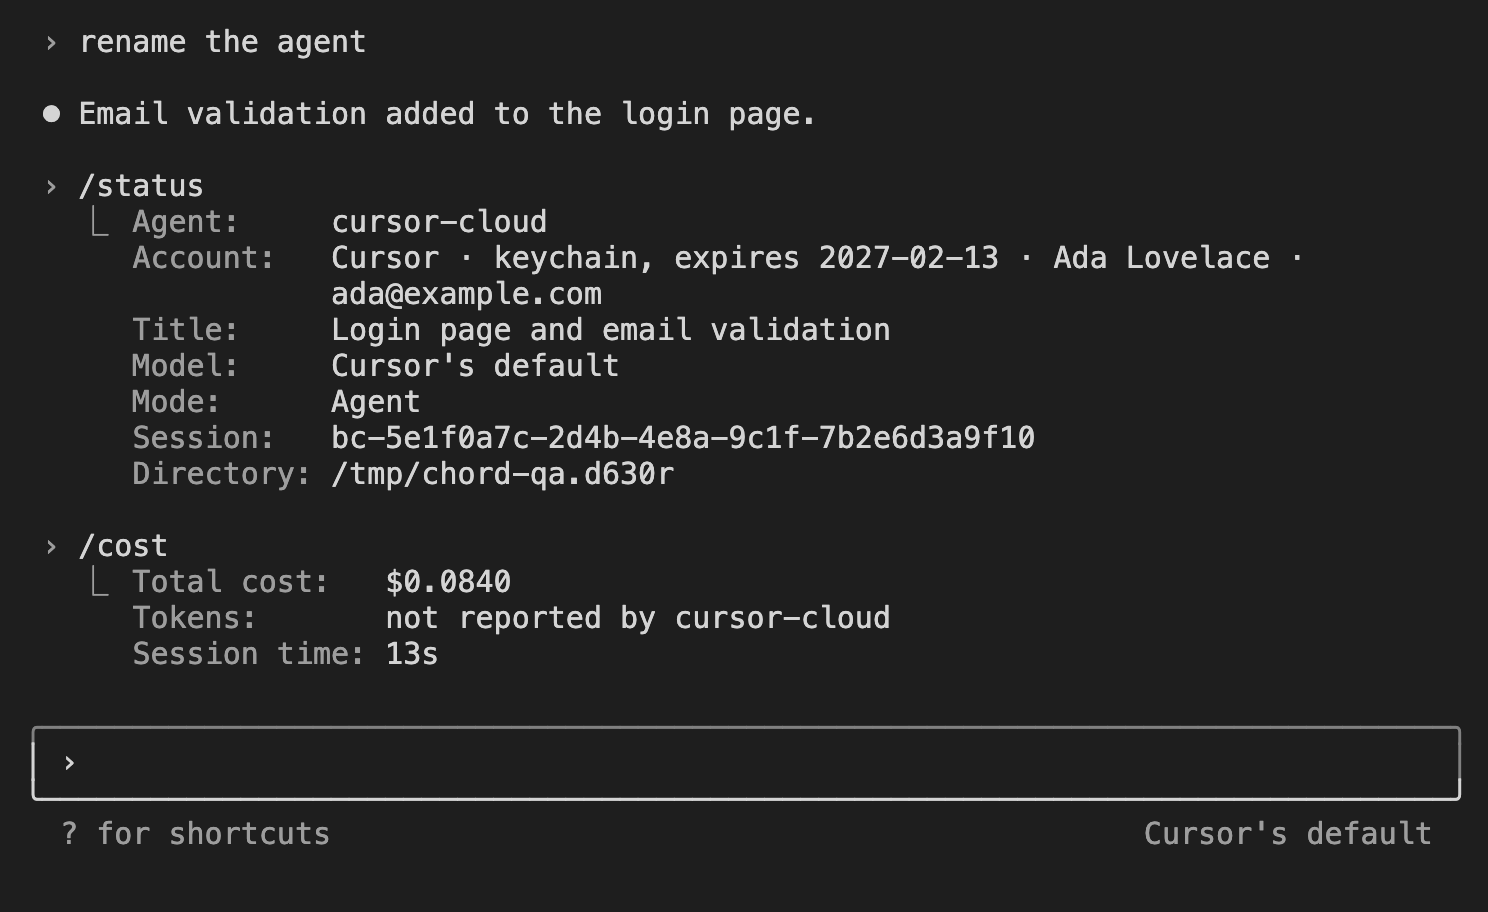 › rename the agent
● Email validation added to the login page.
› /status
Agent: cursor-cloud
Account: Cursor · keychain, expires 2027-02-13 · Ada Lovelace ·
ada@example.com
Title: Login page and email validation
Model: Cursor's default
Mode: Agent
Session: bc-5e1f0a7c-2d4b-4e8a-9c1f-7b2e6d3a9f10
Directory: /tmp/chord-qa.d630r
› /cost
Total cost: $0.0840
Tokens: not reported by cursor-cloud
Session time: 13s
›
? for shortcuts Cursor's default